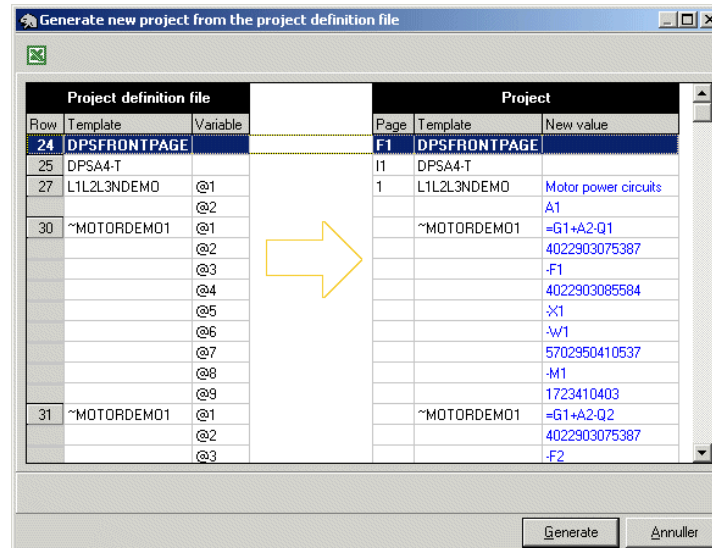 Generate new project from the project definition file
Project definition file Project
Row Template Variable Page Template New value
24 DPSFRONTPAGE F1 DPSFRONTPAGE
25 DPSA4-T I1 DPSA4-T
27 L1L2L3NDEMO @1 1 L1L2L3NDEMO Motor power circuits
@2 A1
30 ~MOTORDEMO1 @1 ~MOTORDEMO1 =G1+A2-Q1
@2 4022903075387
@3 -F1
@4 4022903085584
@5 -X1
@6 -W1
@7 5702950410537
@8 -M1
@9 1723410403
31 ~MOTORDEMO1 @1 ~MOTORDEMO1 =G1+A2-Q2
@2 4022903075387
@3 -F2
Generate Annuller